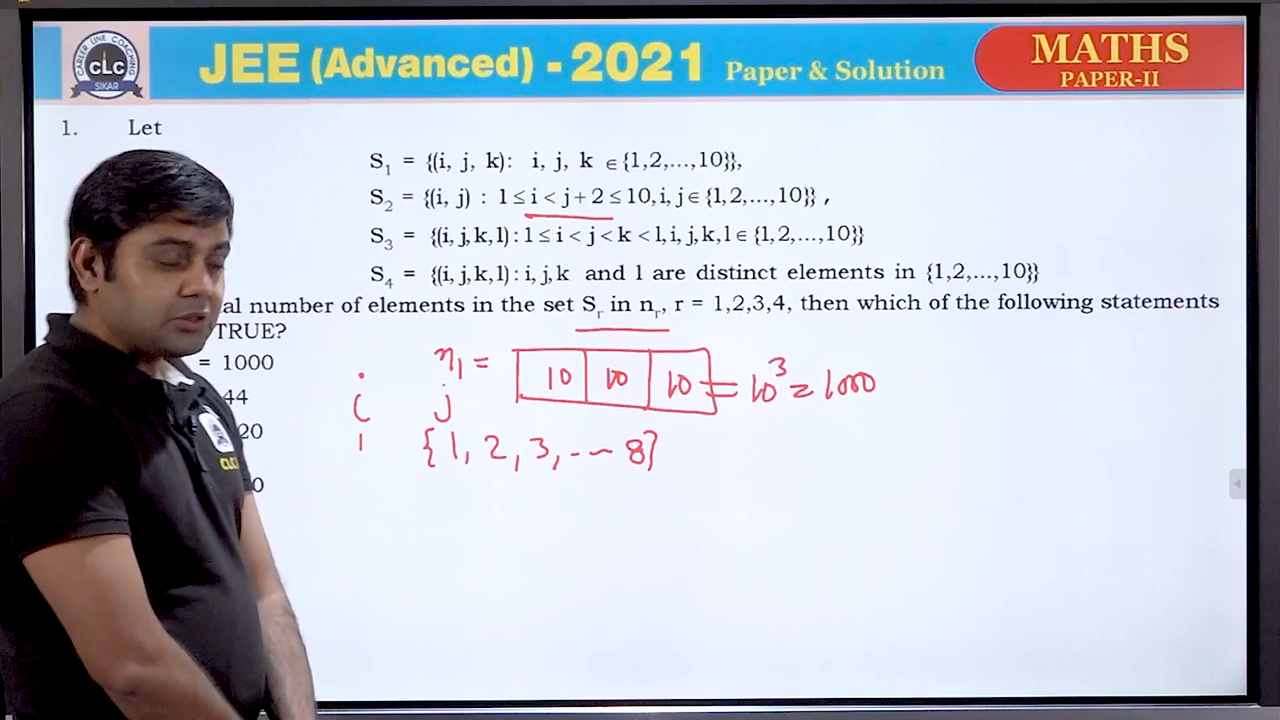 CAREER LINE COACHING
CLC
SIKAR
JEE (Advanced) - 2021 Paper & Solution
MATHS
PAPER-II
1. Let
S₁ = {(i, j, k): i, j, k ∈{1,2,...,10}},
S₂ = {(i, j) : 1≤i<j+2≤10,i,j∈{1,2,...,10}},
S₃ = {(i,j,k,l):1≤i<j<k<l,i,j,k,l∈{1,2,...,10}}
S₄ = {(i,j,k,l):i,j,k and l are distinct elements in {1,2,...,10}}
al number of elements in the set Sᵣ in nᵣ, r = 1,2,3,4, then which of the following statements
TRUE?
= 1000
44
20
0
n₁ = 10 10 10 = 10³ = 1000
i j
1 {1, 2, 3, --- 8}
CLC